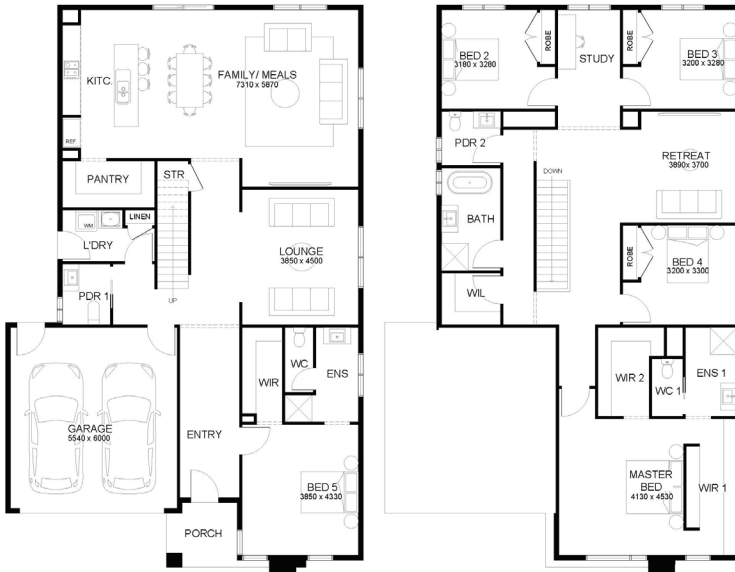 KITC.
FAMILY/ MEALS
7310 x 5870
REF
PANTRY
STR
LINEN
WM
L'DRY
LOUNGE
3850 x 4500
PDR 1
UP
WC
ENS
WIR
GARAGE
5540 x 6000
ENTRY
BED 5
3850 x 4330
PORCH
BED 2
3180 x 3280
ROBE
STUDY
ROBE
BED 3
3200 x 3280
PDR 2
RETREAT
3890x 3700
DOWN
BATH
ROBE
BED 4
3200 x 3300
WIL
WIR 2
WC 1
ENS 1
MASTER
BED
4130 x 4530
WIR 1